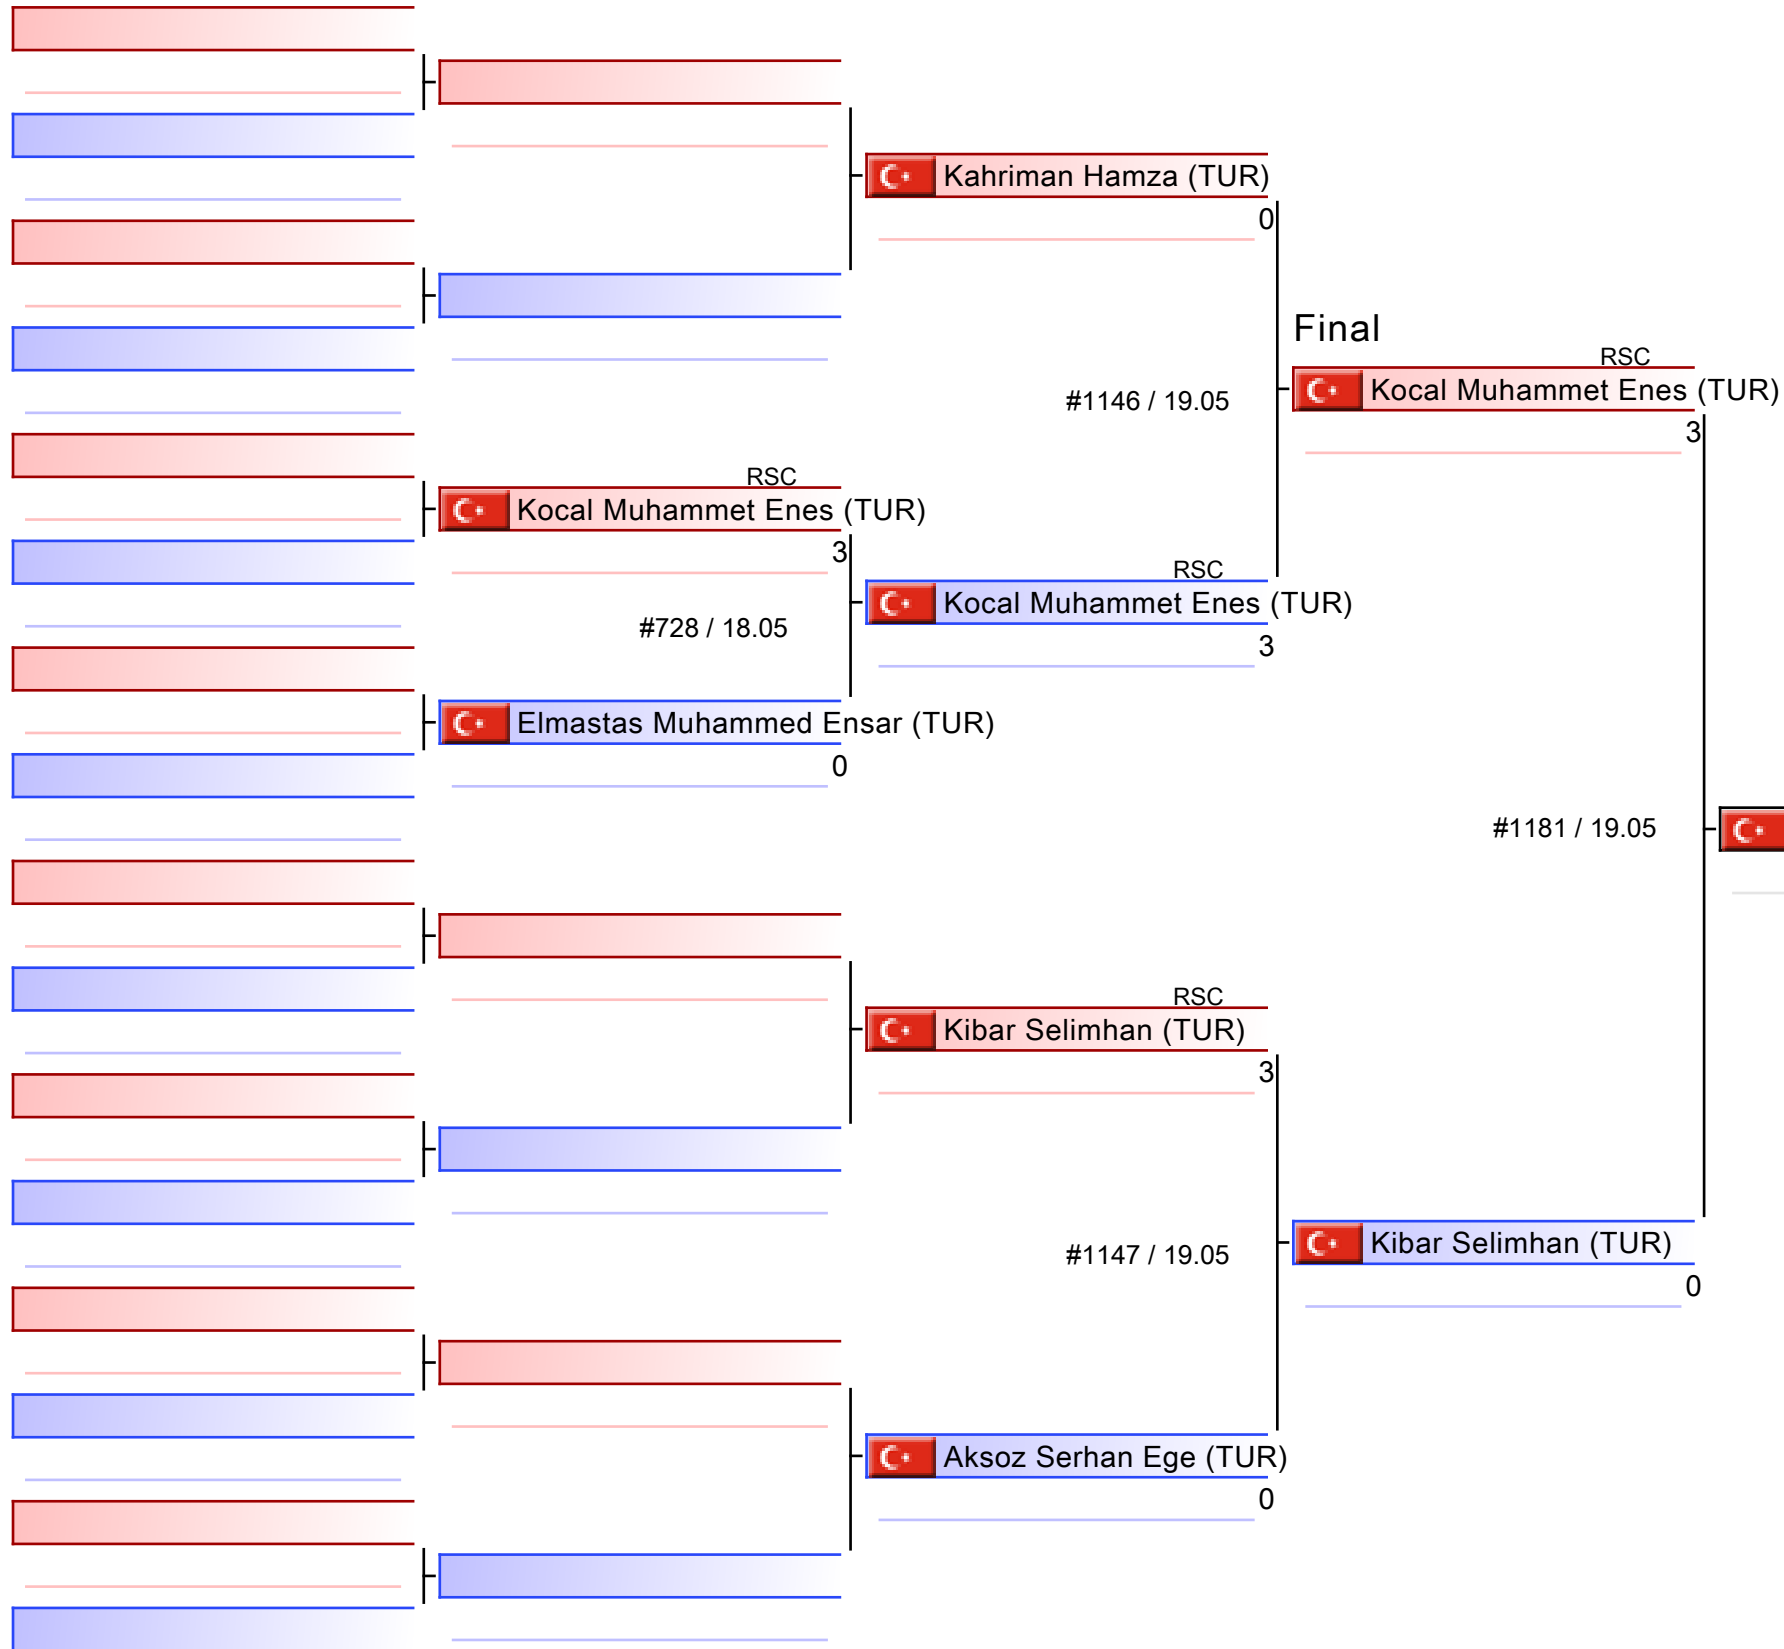 Kahriman Hamza (TUR)
0
Final
RSC
Kocal Muhammet Enes (TUR)
3
#1146 / 19.05
RSC
Kocal Muhammet Enes (TUR)
3
RSC
Kocal Muhammet Enes (TUR)
3
#728 / 18.05
Elmastas Muhammed Ensar (TUR)
0
#1181 / 19.05
RSC
Kibar Selimhan (TUR)
3
#1147 / 19.05
Kibar Selimhan (TUR)
0
Aksoz Serhan Ege (TUR)
0